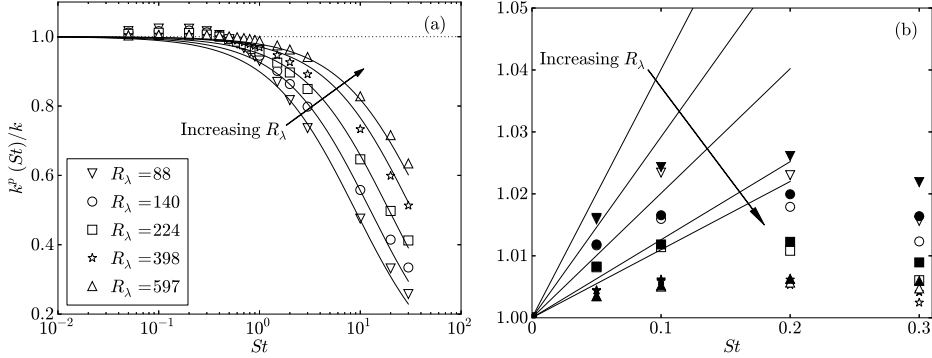 (a)
1.0
0.8
0.6
0.4
0.2
k^p (St)/k
Increasing R_λ
R_λ =88
R_λ =140
R_λ =224
R_λ =398
R_λ =597
10^−2
10^−1
10^0
10^1
10^2
St
(b)
1.05
1.04
1.03
1.02
1.01
1.00
Increasing R_λ
0.0
0.1
0.2
0.3
St